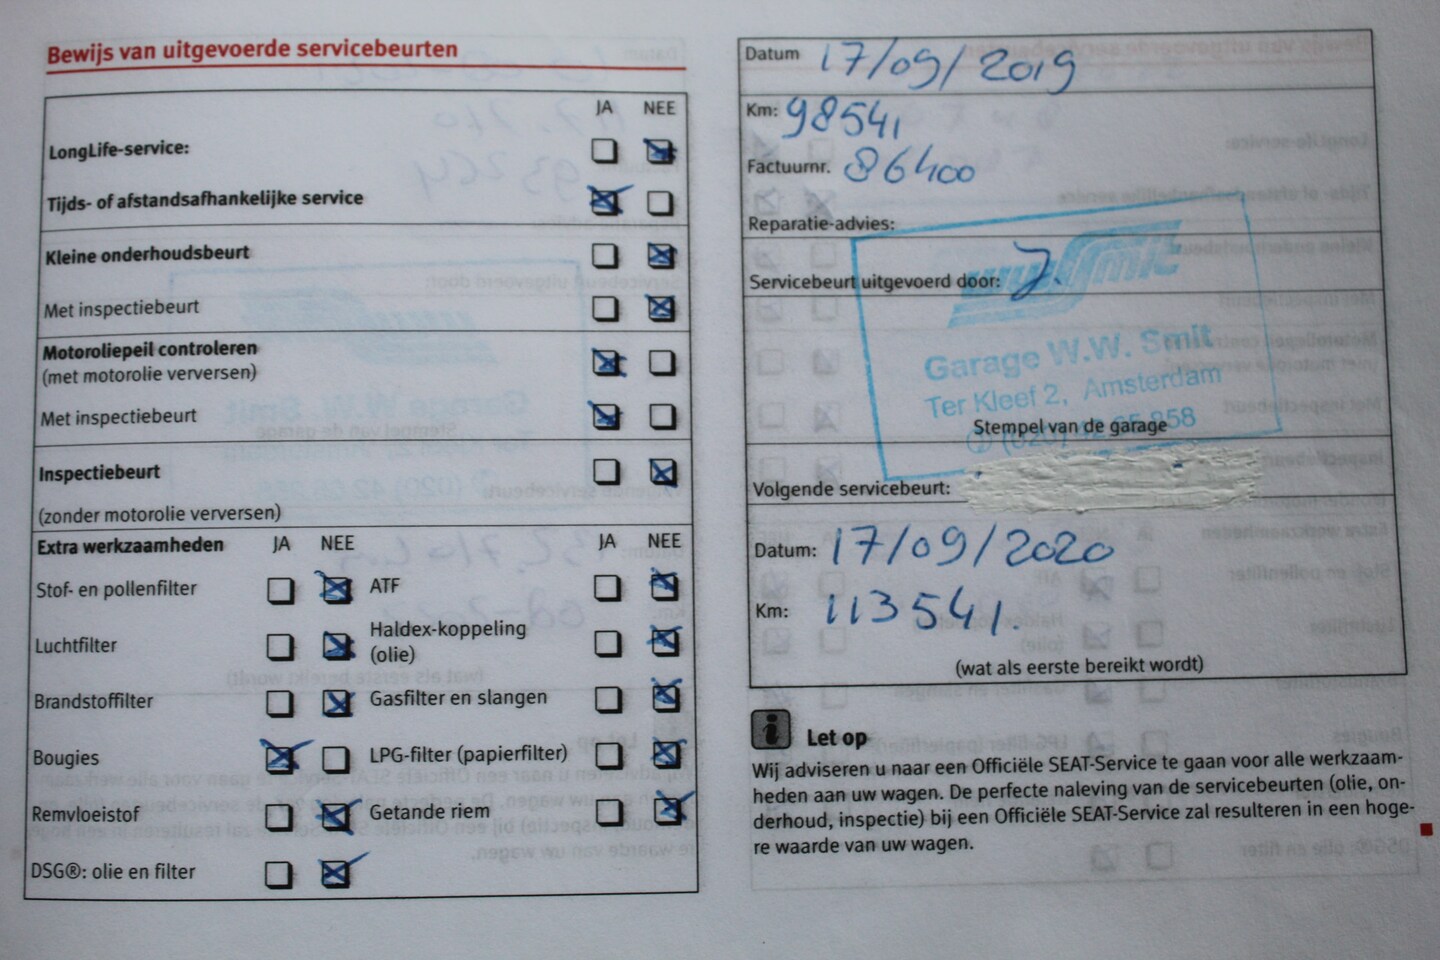 Bewijs van uitgevoerde servicebeurten
JA NEE
LongLife-service:
Tijds- of afstandsafhankelijke service
Kleine onderhoudsbeurt
Met inspectiebeurt
Motoroliepeil controleren
(met motorolie verversen)
Met inspectiebeurt
Inspectiebeurt
(zonder motorolie verversen)
Extra werkzaamheden JA NEE JA NEE
Stof- en pollenfilter ATF
Luchtfilter Haldex-koppeling
(olie)
Brandstoffilter Gasfilter en slangen
Bougies LPG-filter (papierfilter)
Remvloeistof Getande riem
DSG®: olie en filter
Datum 17/09/2019
Km: 98541
Factuurnr. 86400
Reparatie-advies:
Servicebeurt uitgevoerd door:
Smit
Garage W.W. Smit
Ter Kleef 2, Amsterdam
Stempel van de garage
(020)
Volgende servicebeurt:
Datum: 17/09/2020
Km: 113541.
(wat als eerste bereikt wordt)
i Let op
Wij adviseren u naar een Officiële SEAT-Service te gaan voor alle werkzaam-
heden aan uw wagen. De perfecte naleving van de servicebeurten (olie, on-
derhoud, inspectie) bij een Officiële SEAT-Service zal resulteren in een hoge-
re waarde van uw wagen.